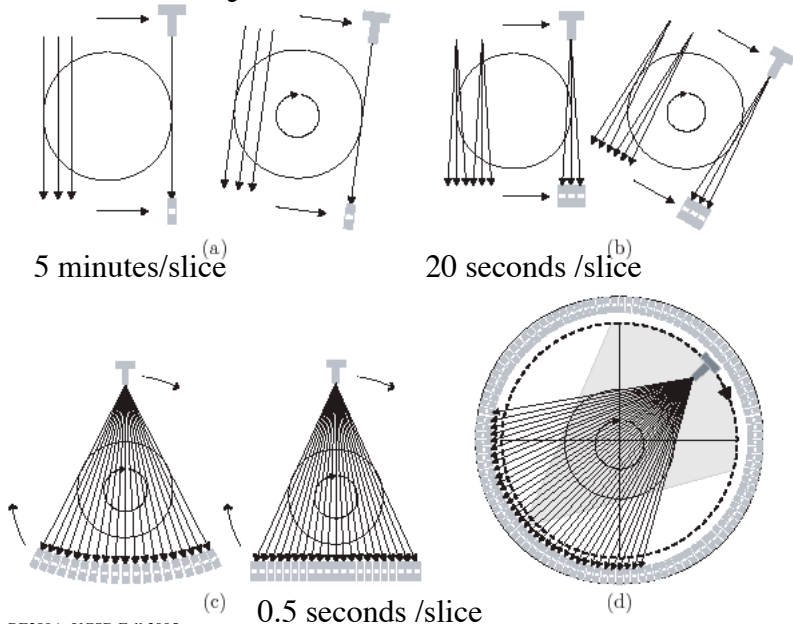 (a)
(b)
5 minutes/slice
20 seconds /slice
(c)
(d)
0.5 seconds /slice